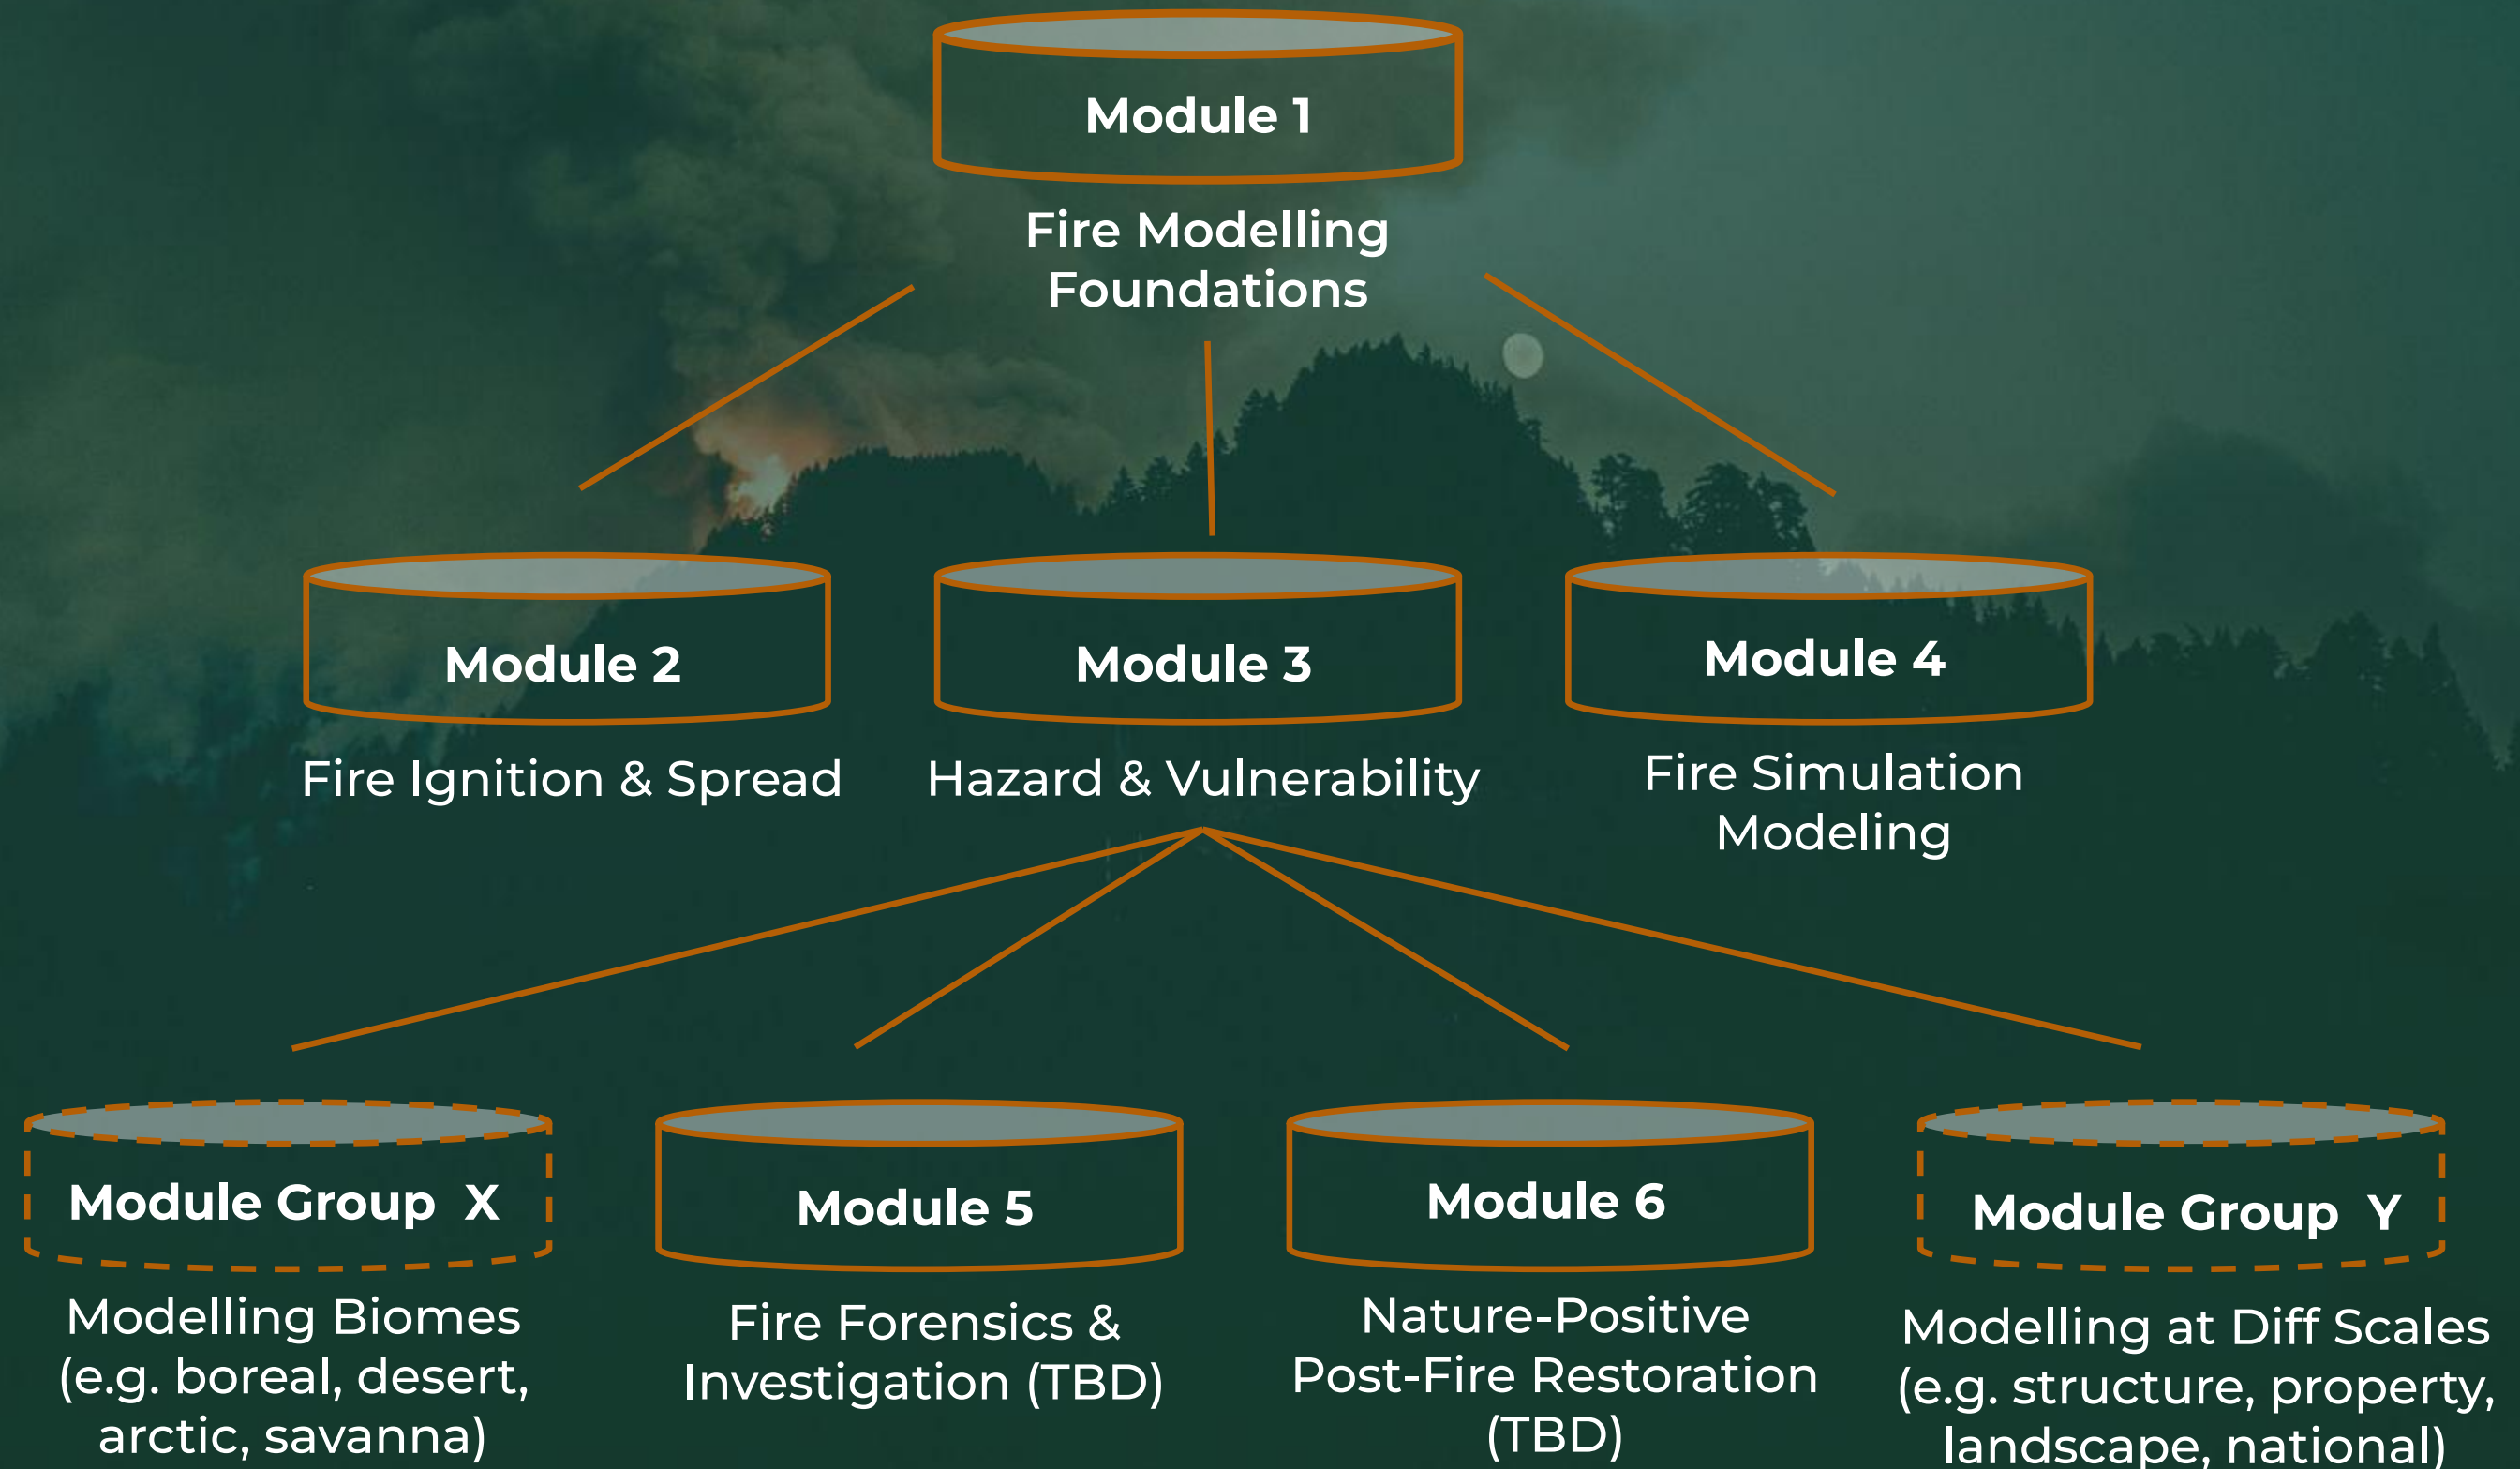 Module 1
Fire Modelling
Foundations
Module 2
Fire Ignition & Spread
Module 3
Hazard & Vulnerability
Module 4
Fire Simulation
Modeling
Module Group X
Modelling Biomes
(e.g. boreal, desert,
arctic, savanna)
Module 5
Fire Forensics &
Investigation (TBD)
Module 6
Nature-Positive
Post-Fire Restoration
(TBD)
Module Group Y
Modelling at Diff Scales
(e.g. structure, property,
landscape, national)